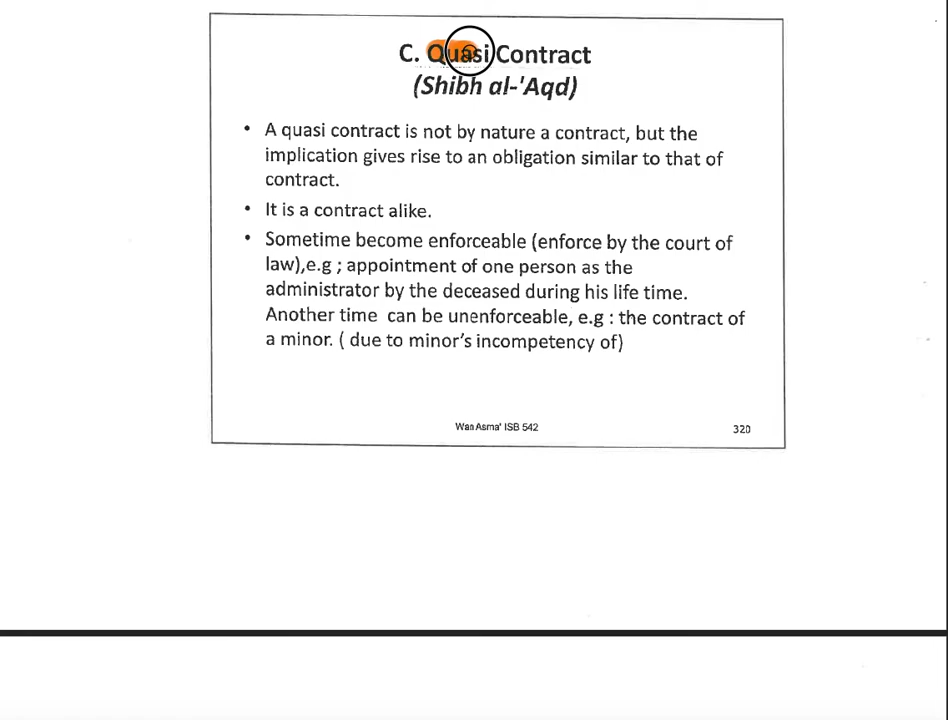 C. Quasi Contract
(Shibh al-'Aqd)
• A quasi contract is not by nature a contract, but the
implication gives rise to an obligation similar to that of
contract.
• It is a contract alike.
• Sometime become enforceable (enforce by the court of
law),e.g ; appointment of one person as the
administrator by the deceased during his life time.
Another time can be unenforceable, e.g : the contract of
a minor. ( due to minor's incompetency of)
Wan Asma' ISB 542
320